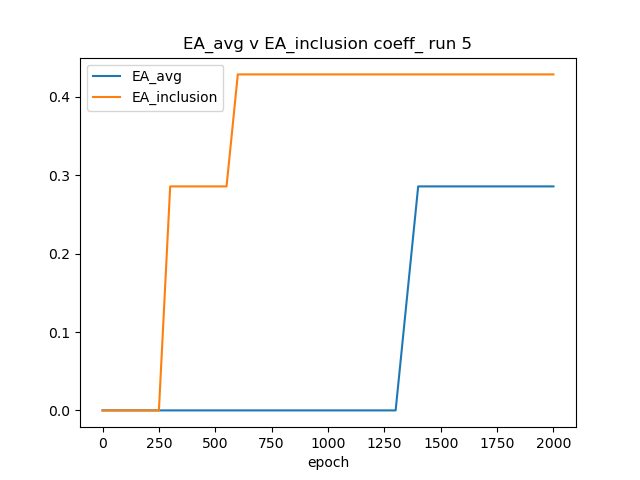 EA_avg v EA_inclusion coeff_ run 5
EA_avg
EA_inclusion
0.4
0.3
0.2
0.1
0.0
0 250 500 750 1000 1250 1500 1750 2000
epoch